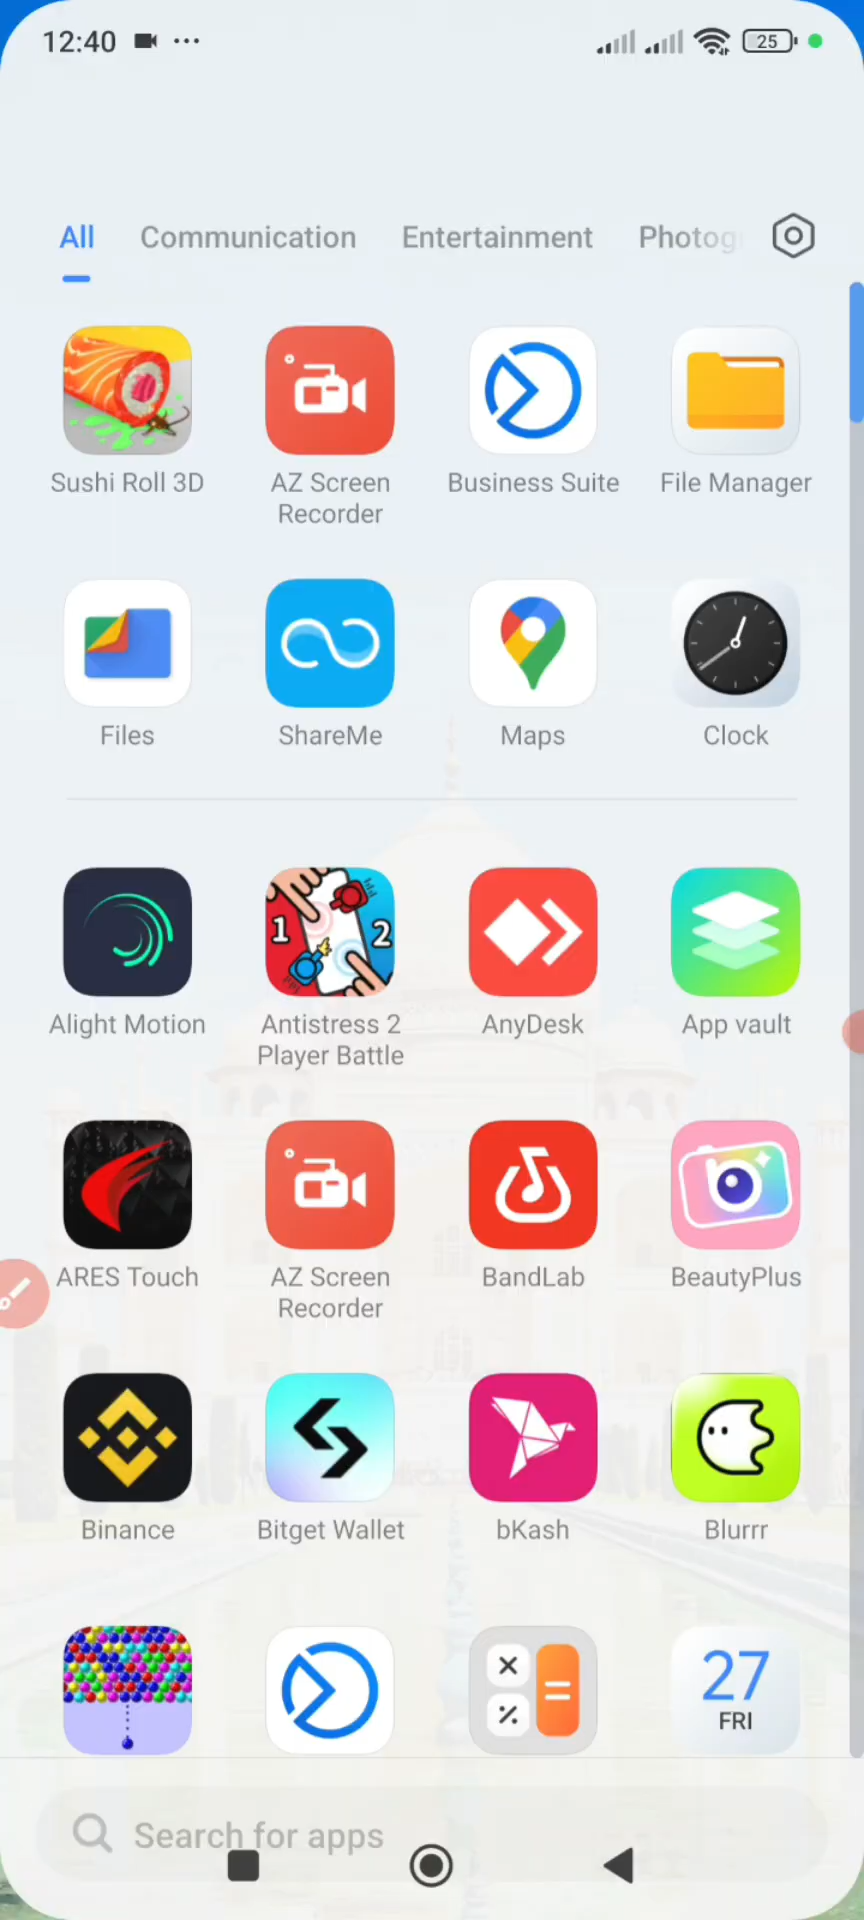 12:40 25
All Communication Entertainment Photog
Sushi Roll 3D AZ Screen Business Suite File Manager
Recorder
Files ShareMe Maps Clock
1 2
Alight Motion Antistress 2 AnyDesk App vault
Player Battle
ARES Touch AZ Screen BandLab BeautyPlus
Recorder
Binance Bitget Wallet bKash Blurrr
27
FRI
Search for apps